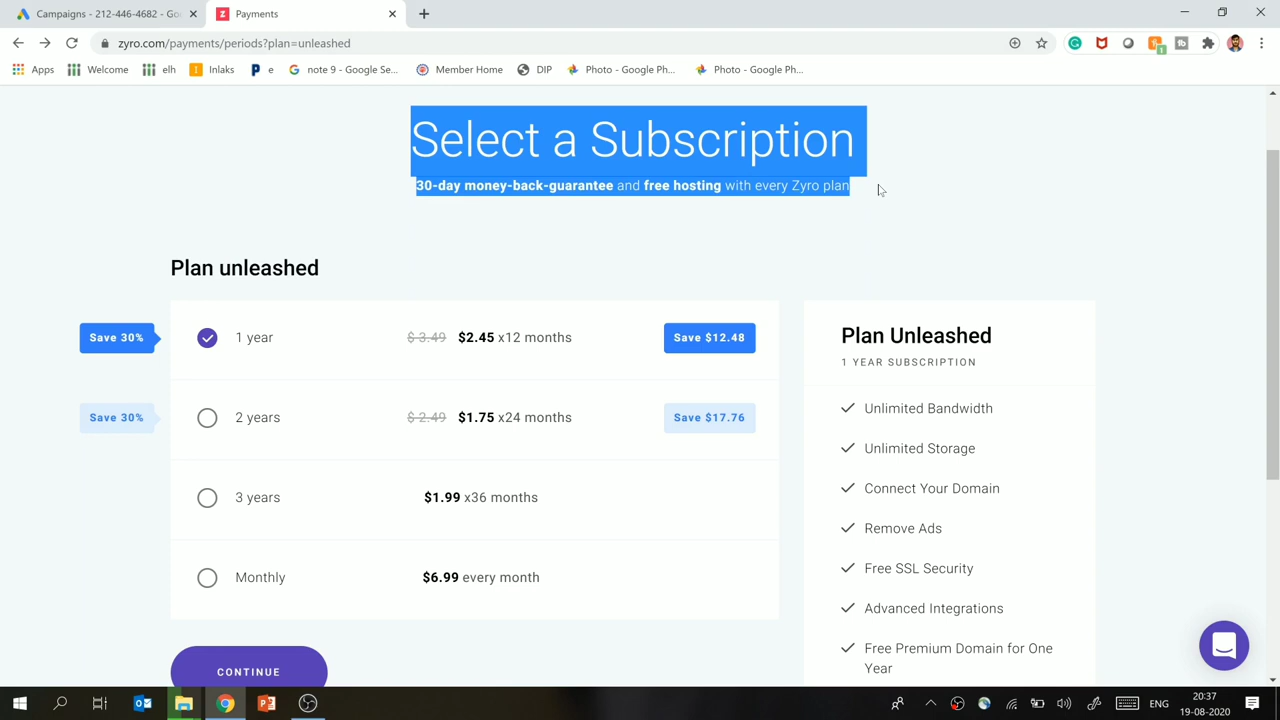 Campaigns - 212-446-4682 - Go
Payments
zyro.com/payments/periods?plan=unleashed
Apps
Welcome
elh
Inlaks
e
note 9 - Google Se...
Member Home
DIP
Photo - Google Ph...
Photo - Google Ph...
Select a Subscription
30-day money-back-guarantee and free hosting with every Zyro plan
Plan unleashed
Save 30%
1 year
$ 3.49 $2.45 x12 months
Save $12.48
Save 30%
2 years
$ 2.49 $1.75 x24 months
Save $17.76
3 years
$1.99 x36 months
Monthly
$6.99 every month
CONTINUE
Plan Unleashed
1 YEAR SUBSCRIPTION
Unlimited Bandwidth
Unlimited Storage
Connect Your Domain
Remove Ads
Free SSL Security
Advanced Integrations
Free Premium Domain for One
Year
ENG
20:37
19-08-2020